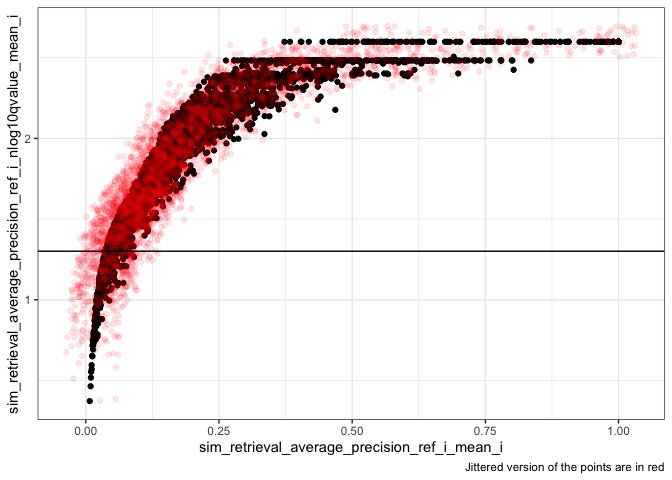 sim_retrieval_average_precision_ref_i_nlog10qvalue_mean_i
2
1
0.00
0.25
0.50
0.75
1.00
sim_retrieval_average_precision_ref_i_mean_i
Jittered version of the points are in red